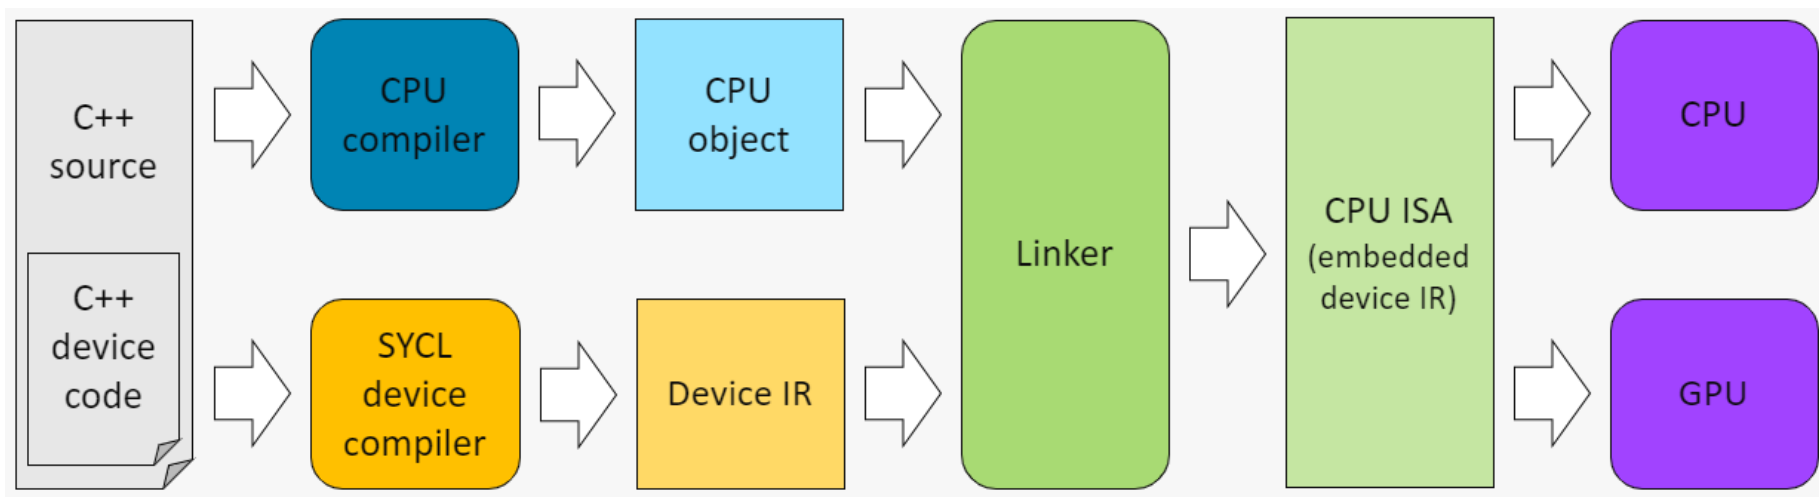 C++
source
C++
device
code
CPU
compiler
SYCL
device
compiler
CPU
object
Device IR
Linker
CPU ISA
(embedded
device IR)
CPU
GPU